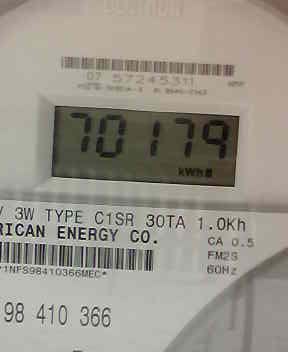 07 57245311
70179
kWh
V 3W TYPE C1SR 30TA 1.0Kh
RICAN ENERGY CO.
CA 0.5
FM2S
60Hz
*1NFS98410366MEC*
98 410 366